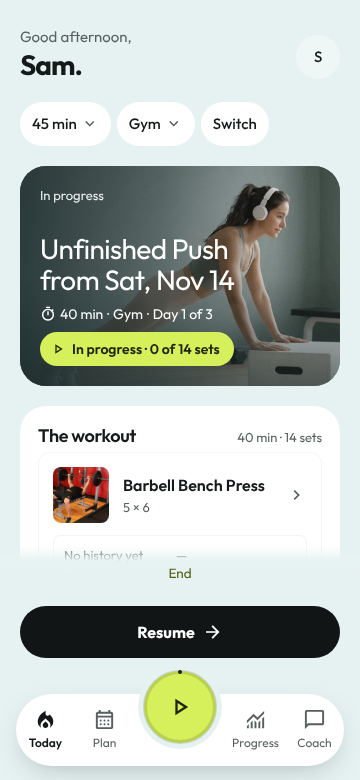 Good afternoon,
Sam.
S
45 min
Gym
Switch
In progress
Unfinished Push
from Sat, Nov 14
40 min · Gym · Day 1 of 3
In progress · 0 of 14 sets
The workout
40 min · 14 sets
Barbell Bench Press
5 × 6
No history yet —
End
Resume
Today
Plan
Progress
Coach